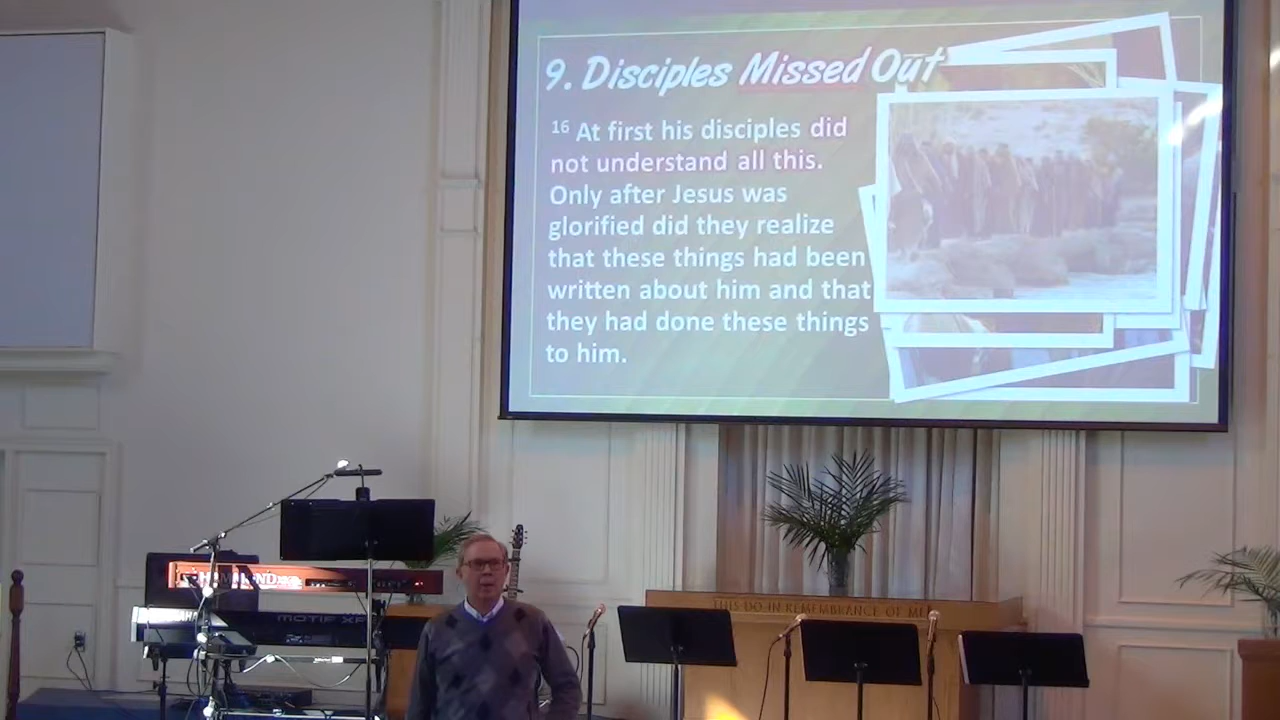 9. Disciples Missed Out
16 At first his disciples did
not understand all this.
Only after Jesus was
glorified did they realize
that these things had been
written about him and that
they had done these things
to him.
HAMMOND
MOTIF XF
THIS DO IN REMEMBRANCE OF ME